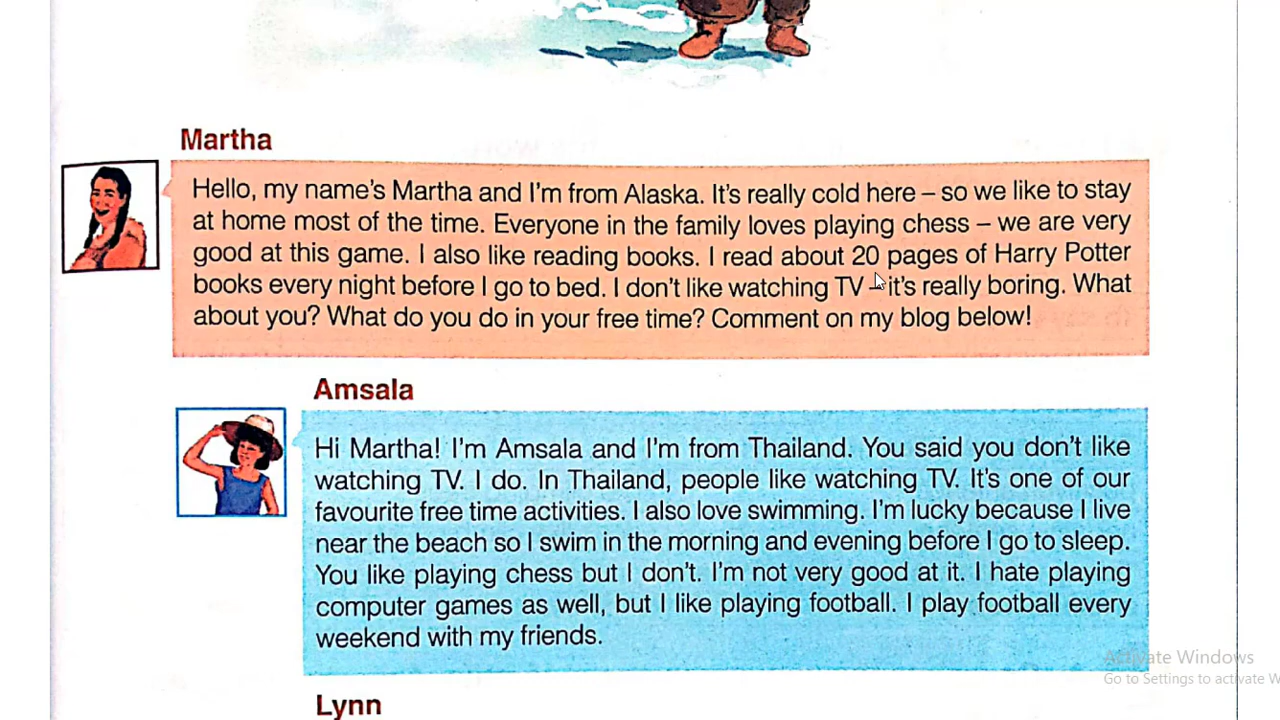 Martha
Hello, my name's Martha and I'm from Alaska. It's really cold here – so we like to stay
at home most of the time. Everyone in the family loves playing chess – we are very
good at this game. I also like reading books. I read about 20 pages of Harry Potter
books every night before I go to bed. I don't like watching TV – it's really boring. What
about you? What do you do in your free time? Comment on my blog below!
Amsala
Hi Martha! I'm Amsala and I'm from Thailand. You said you don't like
watching TV. I do. In Thailand, people like watching TV. It's one of our
favourite free time activities. I also love swimming. I'm lucky because I live
near the beach so I swim in the morning and evening before I go to sleep.
You like playing chess but I don't. I'm not very good at it. I hate playing
computer games as well, but I like playing football. I play football every
weekend with my friends.
Activate Windows
Go to Settings to activate W
Lynn